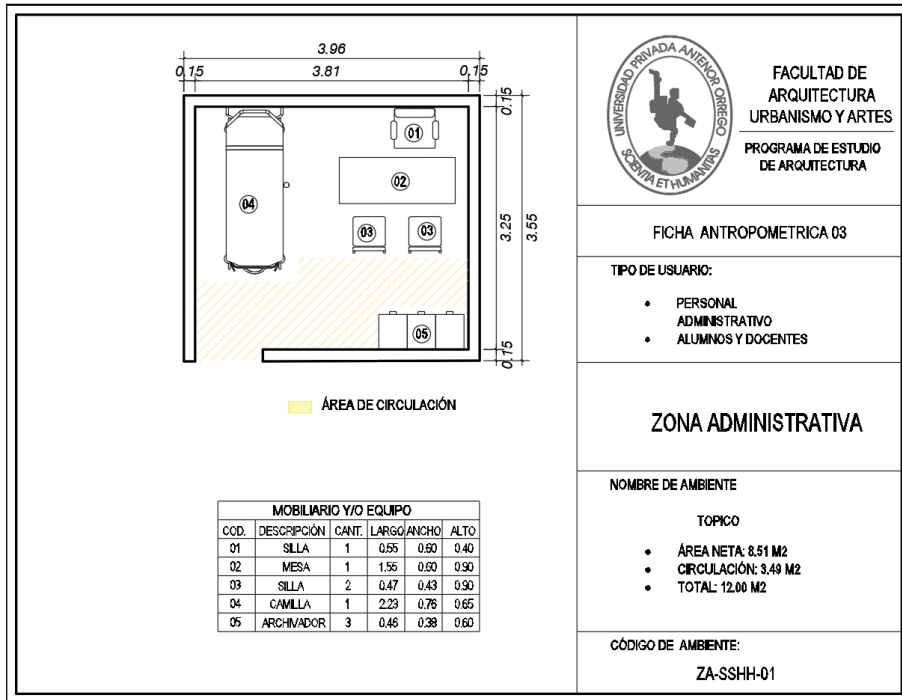 3.96
0.15 3.81 0.15
0.15
3.25
3.55
0.15
01
02
03 03
04
05
ÁREA DE CIRCULACIÓN
MOBILIARIO Y/O EQUIPO
COD. DESCRIPCIÓN CANT. LARGO ANCHO ALTO
01 SILLA 1 0.55 0.60 0.40
02 MESA 1 1.55 0.60 0.90
03 SILLA 2 0.47 0.43 0.90
04 CAMILLA 1 2.23 0.76 0.65
05 ARCHIVADOR 3 0.46 0.38 0.60
UNIVERSIDAD PRIVADA ANTENOR ORREGO
SCIENTIA ET HUMANITAS
FACULTAD DE
ARQUITECTURA
URBANISMO Y ARTES
PROGRAMA DE ESTUDIO
DE ARQUITECTURA
FICHA ANTROPOMETRICA 03
TIPO DE USUARIO:
• PERSONAL
ADMINISTRATIVO
• ALUMNOS Y DOCENTES
ZONA ADMINISTRATIVA
NOMBRE DE AMBIENTE
TOPICO
• ÁREA NETA: 8.51 M2
• CIRCULACIÓN: 3.49 M2
• TOTAL: 12.00 M2
CÓDIGO DE AMBIENTE:
ZA-SSHH-01